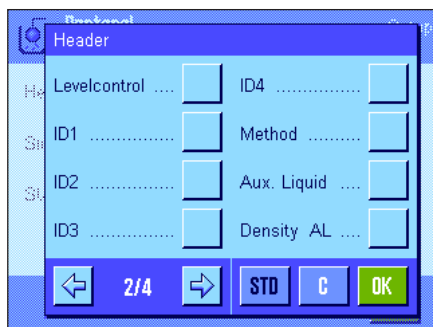 Header
Levelcontrol ....
ID1 ...............
ID2 ...............
ID3 ...............
ID4 ...............
Method ..........
Aux. Liquid ....
Density AL ....
2/4
STD
C
OK